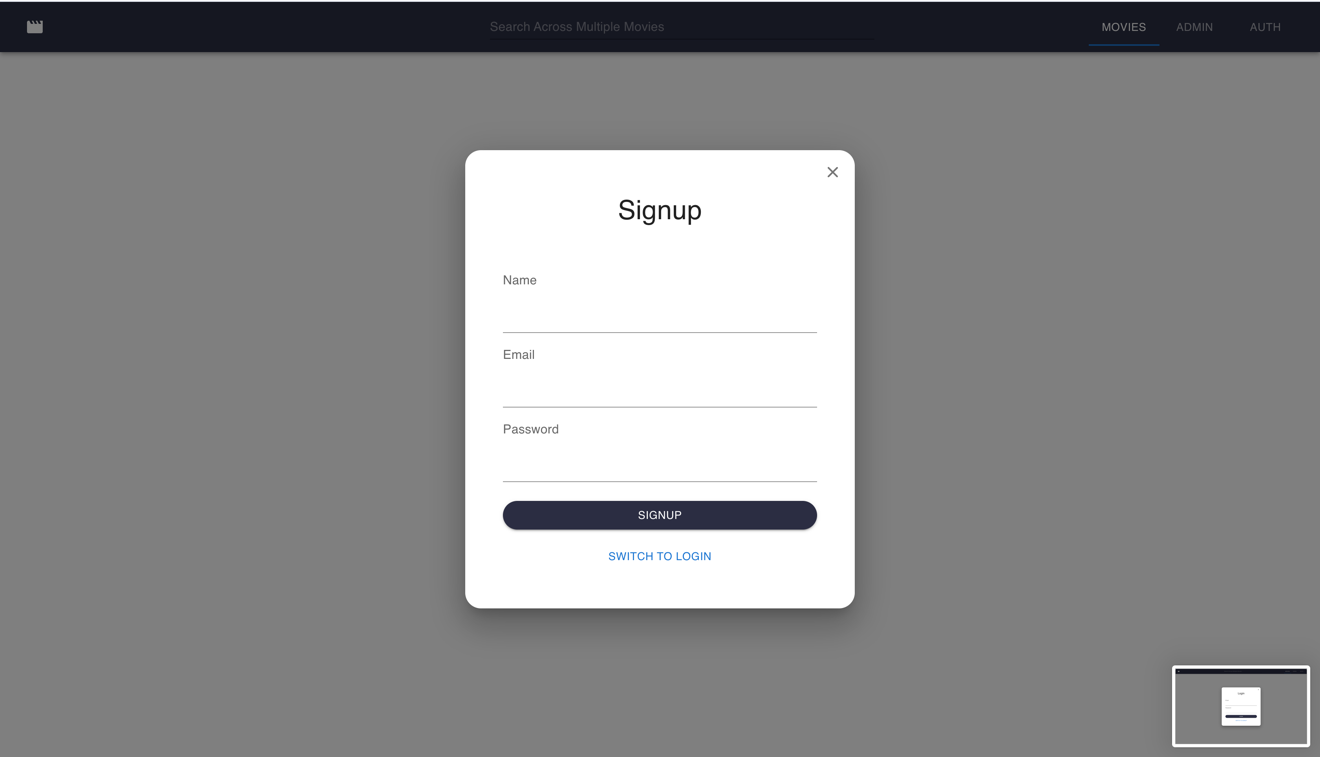 Search Across Multiple Movies
MOVIES ADMIN AUTH
Signup
Name
Email
Password
SIGNUP
SWITCH TO LOGIN